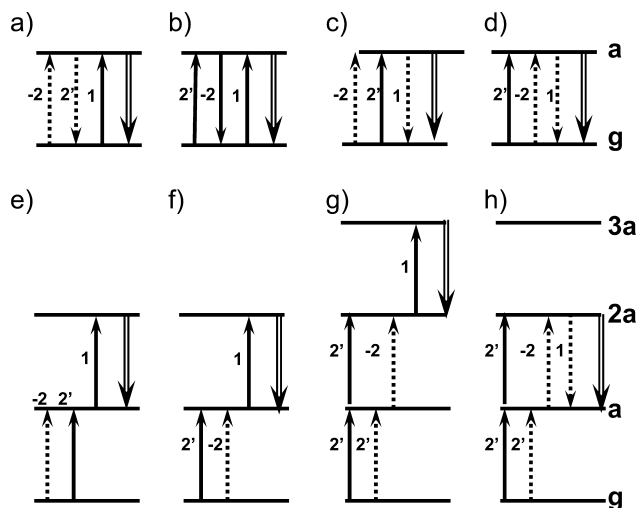 a) b) c) d)
a
-2 2' 1 2' -2 1 -2 2' 1 2' -2 1
g
e) f) g) h)
3a
1
2a
1 1 2' -2 2' -2 1
-2 2'
a
2' -2 2' 2' 2' 2'
g